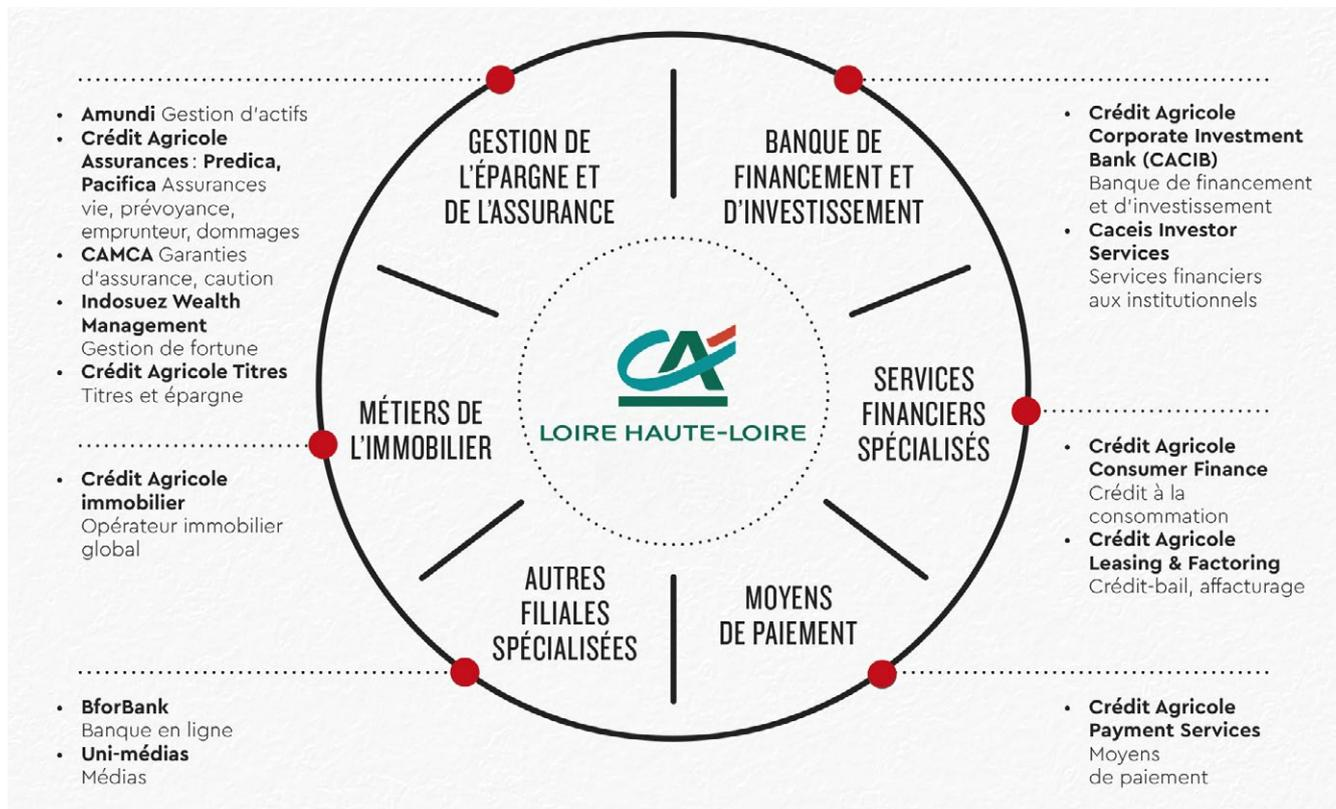 • Amundi Gestion d'actifs
• Crédit Agricole
Assurances : Predica,
Pacifica Assurances
vie, prévoyance,
emprunteur, dommages
• CAMCA Garanties
d'assurance, caution
• Indosuez Wealth
Management
Gestion de fortune
• Crédit Agricole Titres
Titres et épargne
• Crédit Agricole
immobilier
Opérateur immobilier
global
• BforBank
Banque en ligne
• Uni-médias
Médias
GESTION DE
L'ÉPARGNE ET
DE L'ASSURANCE
BANQUE DE
FINANCEMENT ET
D'INVESTISSEMENT
MÉTIERS DE
L'IMMOBILIER
CA
LOIRE HAUTE-LOIRE
SERVICES
FINANCIERS
SPÉCIALISÉS
AUTRES
FILIALES
SPÉCIALISÉES
MOYENS
DE PAIEMENT
• Crédit Agricole
Corporate Investment
Bank (CACIB)
Banque de financement
et d'investissement
• Caceis Investor
Services
Services financiers
aux institutionnels
• Crédit Agricole
Consumer Finance
Crédit à la
consommation
• Crédit Agricole
Leasing & Factoring
Crédit-bail, affacturage
• Crédit Agricole
Payment Services
Moyens
de paiement